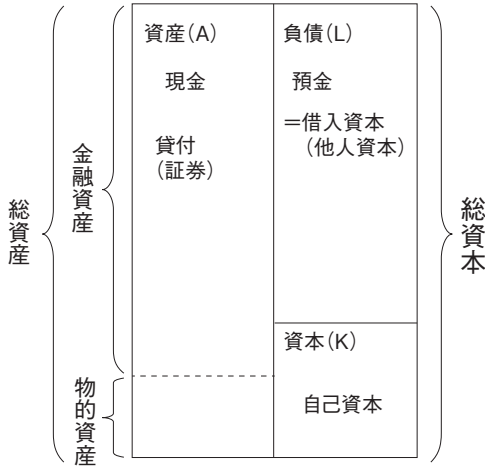 総資産
金融資産
物的資産
資産(A)
現金
貸付
(証券)
負債(L)
預金
=借入資本
(他人資本)
資本(K)
自己資本
総資本